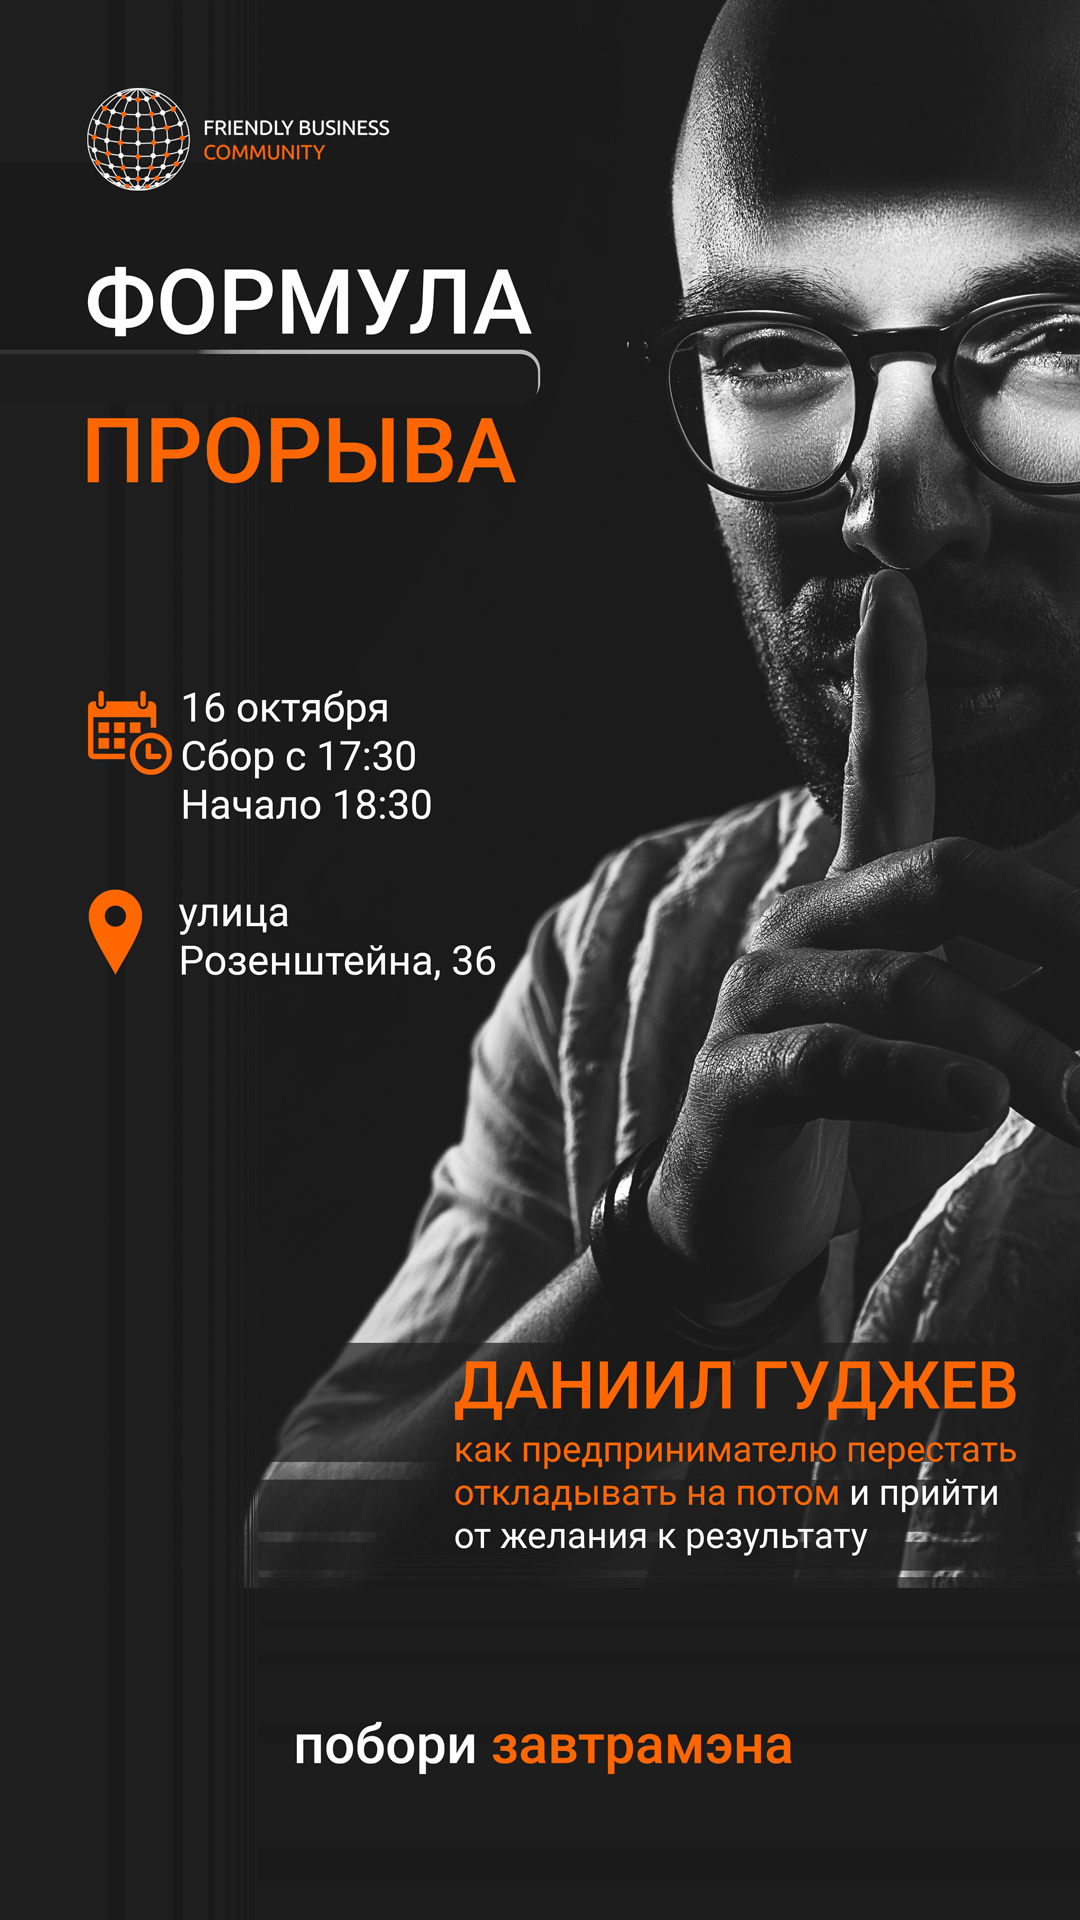 FRIENDLY BUSINESS
COMMUNITY
ФОРМУЛА
ПРОРЫВА
16 октября
Сбор с 17:30
Начало 18:30
улица
Розенштейна, 36
ДАНИИЛ ГУДЖЕВ
как предпринимателю перестать
откладывать на потом и прийти
от желания к результату
побори завтрамэна